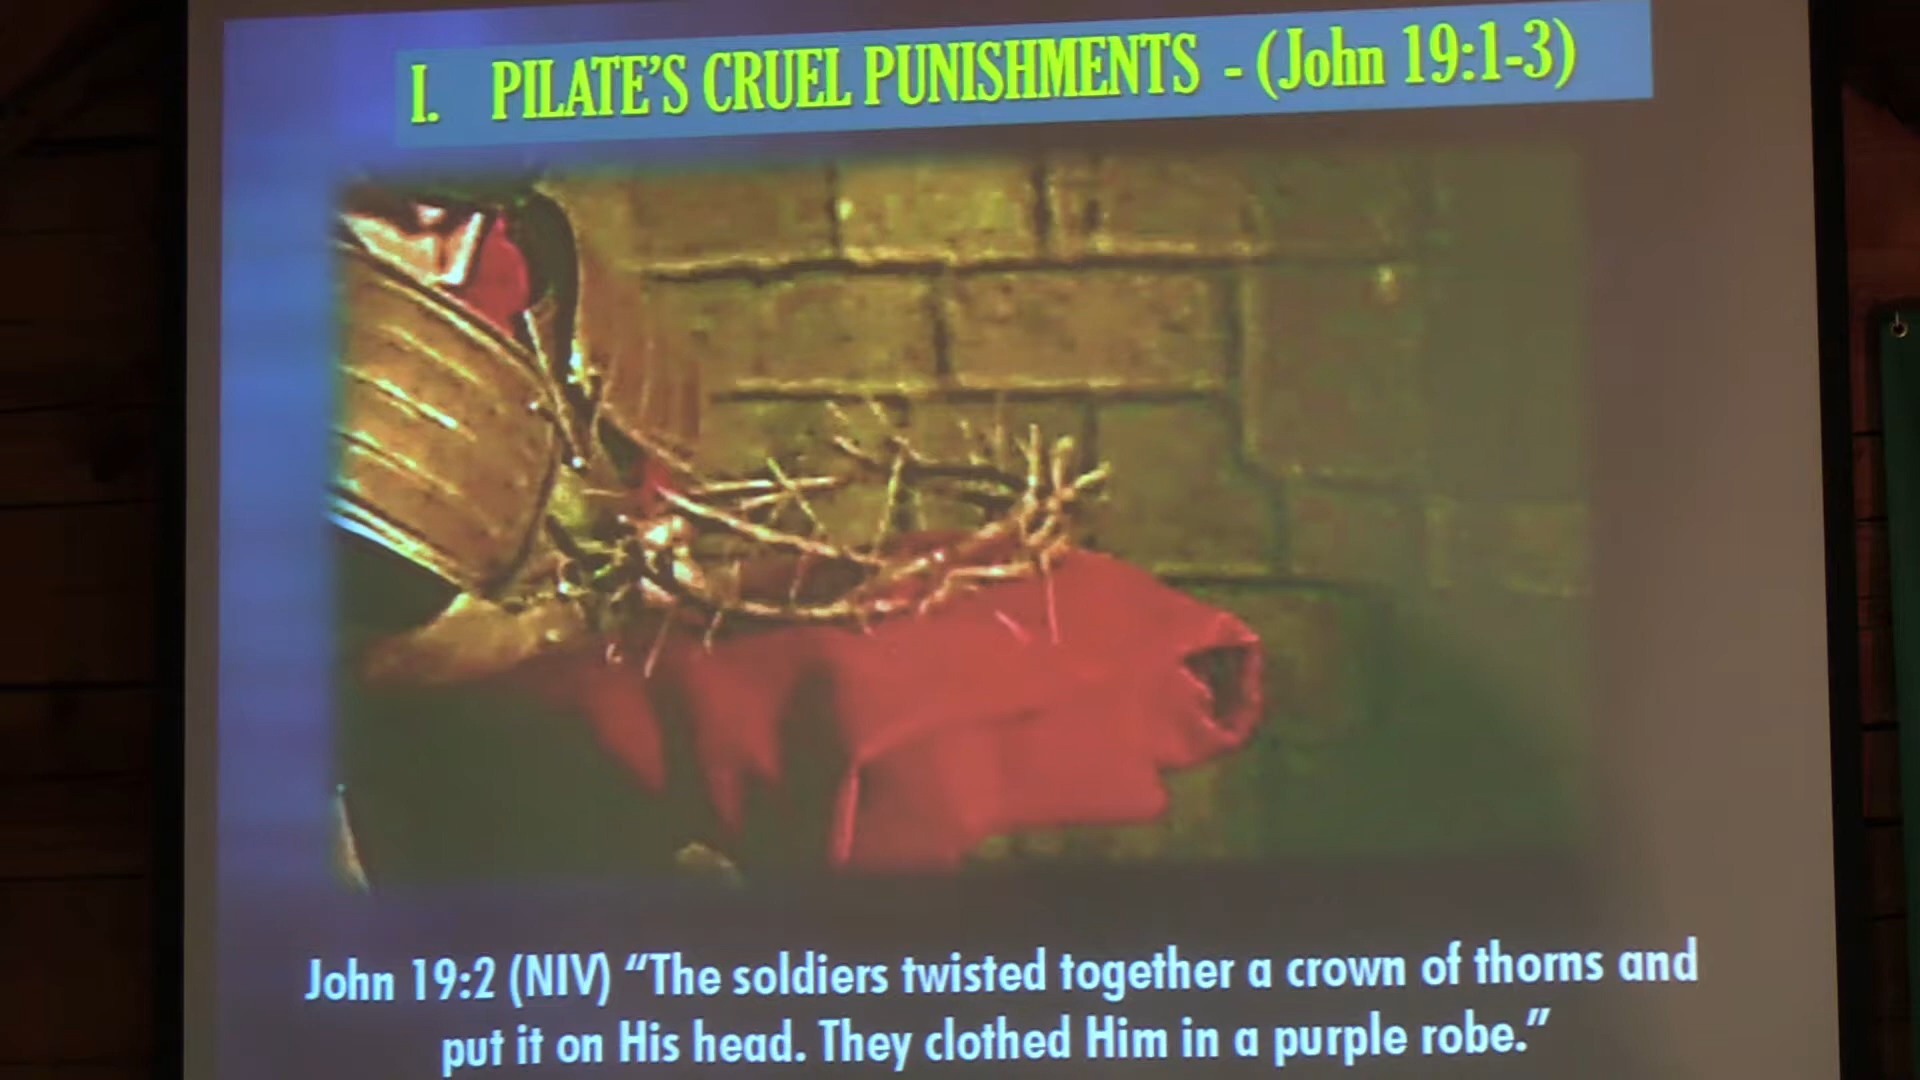 I. PILATE'S CRUEL PUNISHMENTS - (John 19:1-3)
John 19:2 (NIV) “The soldiers twisted together a crown of thorns and
put it on His head. They clothed Him in a purple robe.”